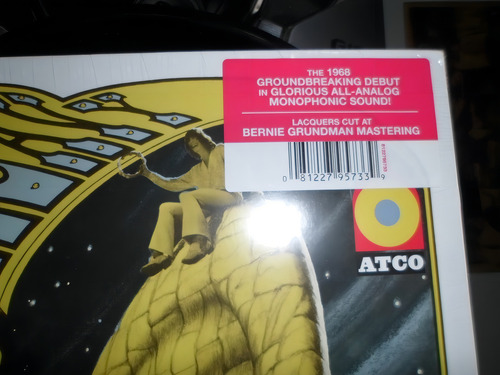 THE 1968
GROUNDBREAKING DEBUT
IN GLORIOUS ALL-ANALOG
MONOPHONIC SOUND!
LACQUERS CUT AT
BERNIE GRUNDMAN MASTERING
0 81227 95733 9
ATCO